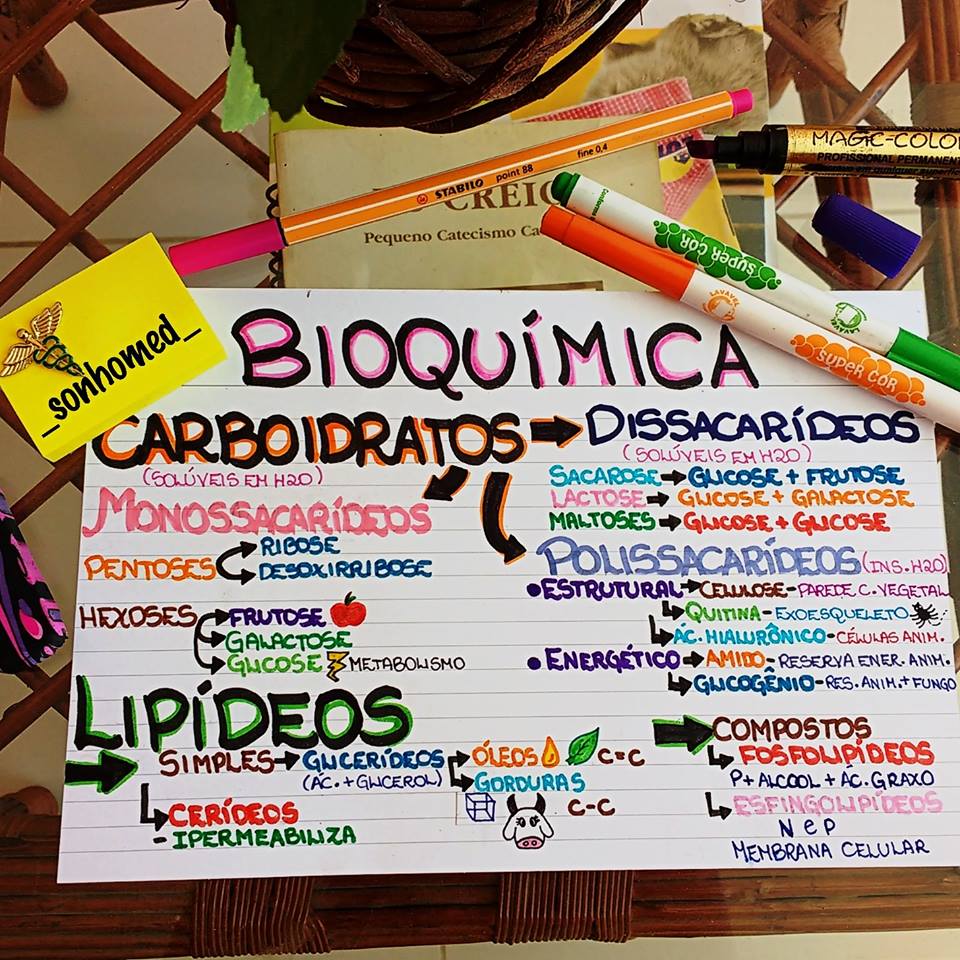 MAGIC-COLOR
PROFISSIONAL PERMANENT
STABILO point 88 fine 0,4
CREIO
Pequeno Catecismo Ca
SUPER COR
LAVÁVEL
SUPER COR
_sonhomed_
BIOQUÍMICA
CARBOIDRATOS → DISSACARÍDEOS
(SOLÚVEIS EM H2O)
(SOLÚVEIS EM H2O)
SACAROSE → GLICOSE + FRUTOSE
LACTOSE → GLICOSE + GALACTOSE
MALTOSES → GLICOSE + GLICOSE
MONOSSACARÍDEOS
PENTOSES
RIBOSE
DESOXIRRIBOSE
HEXOSES → FRUTOSE
GALACTOSE
GLICOSE METABOLISMO
POLISSACARÍDEOS (INS. H2O)
•ESTRUTURAL → CELULOSE - PAREDE C. VEGETAL
QUITINA - EXOESQUELETO
ÁC. HIALURÔNICO - CÉLULAS ANIM.
•ENERGÉTICO → AMIDO - RESERVA ENER. ANIM.
GLICOGÊNIO - RES. ANIM. + FUNGO
LIPÍDEOS
SIMPLES → GLICERÍDEOS → ÓLEOS C=C
(ÁC. + GLICEROL) GORDURAS
C-C
CERÍDEOS
- IPERMEABILIZA
COMPOSTOS
FOSFOLIPÍDEOS
P + ALCOOL + ÁC. GRAXO
ESFINGOLIPÍDEOS
N e P
MEMBRANA CELULAR